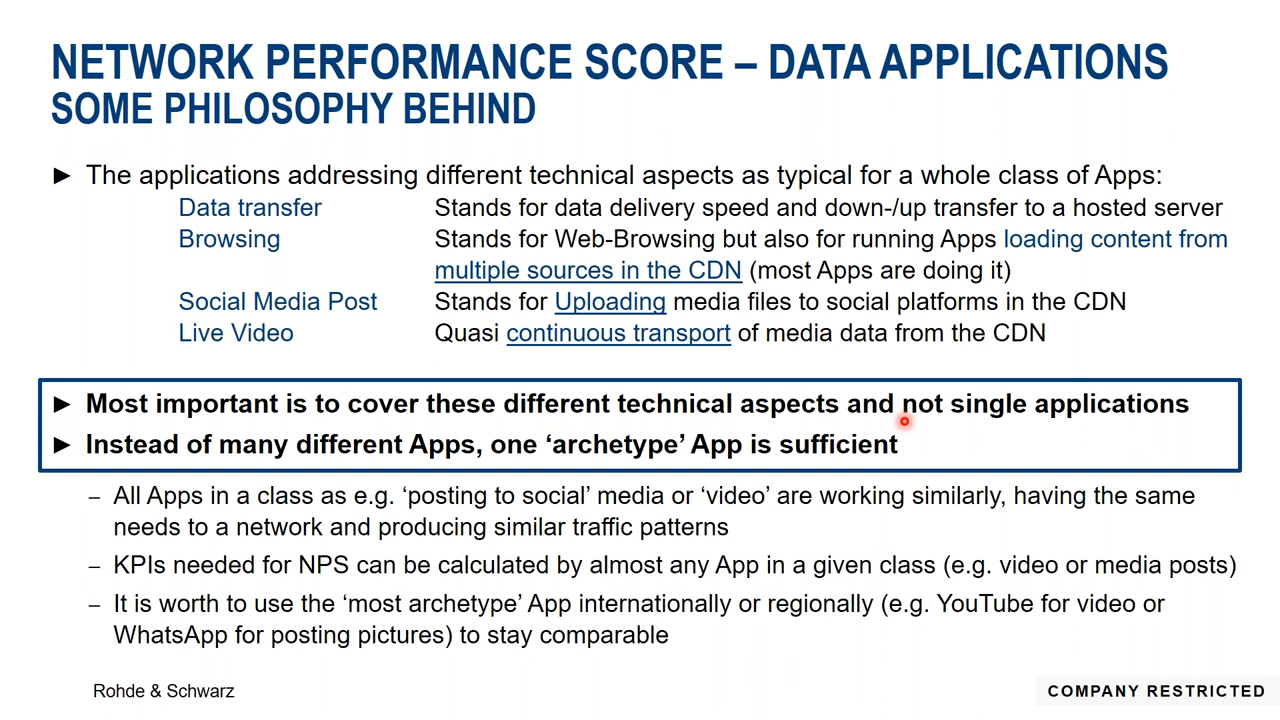 NETWORK PERFORMANCE SCORE – DATA APPLICATIONS
SOME PHILOSOPHY BEHIND
► The applications addressing different technical aspects as typical for a whole class of Apps:
Data transfer Stands for data delivery speed and down-/up transfer to a hosted server
Browsing Stands for Web-Browsing but also for running Apps loading content from
multiple sources in the CDN (most Apps are doing it)
Social Media Post Stands for Uploading media files to social platforms in the CDN
Live Video Quasi continuous transport of media data from the CDN
► Most important is to cover these different technical aspects and not single applications
► Instead of many different Apps, one ‘archetype’ App is sufficient
– All Apps in a class as e.g. ‘posting to social’ media or ‘video’ are working similarly, having the same
needs to a network and producing similar traffic patterns
– KPIs needed for NPS can be calculated by almost any App in a given class (e.g. video or media posts)
– It is worth to use the ‘most archetype’ App internationally or regionally (e.g. YouTube for video or
WhatsApp for posting pictures) to stay comparable
Rohde & Schwarz
COMPANY RESTRICTED